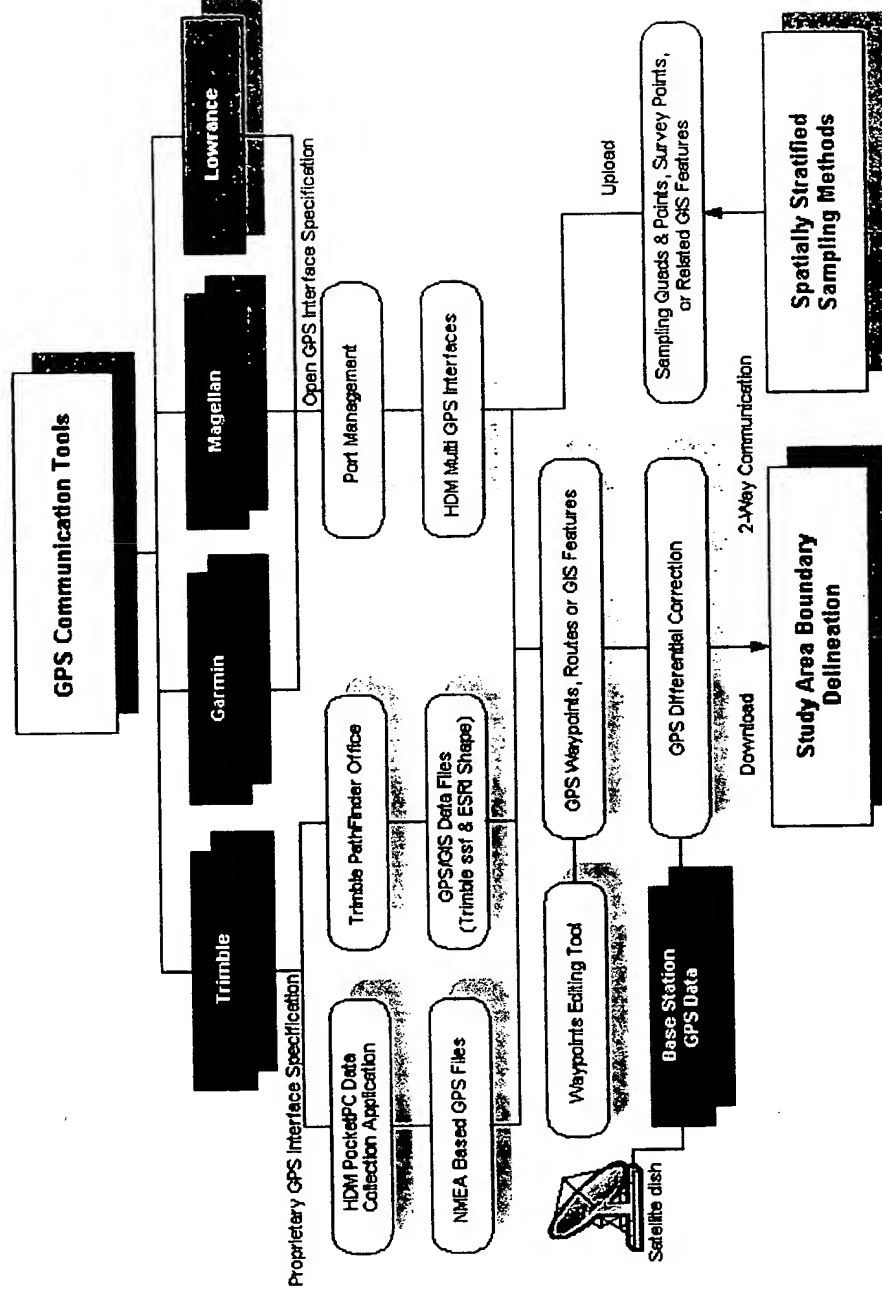 GPS Communication Tools
Trimble
Garmin
Magellan
Lowrance
Proprietary GPS Interface Specification
Open GPS Interface Specification
HDM PocketPC Data
Collection Application
Trimble PathFinder Office
Port Management
NMEA Based GPS Files
GPS/GIS Data Files
(Trimble ssf & ESRI Shape)
HDM Multi GPS Interfaces
Upload
Waypoints Editing Tool
GPS Waypoints, Routes or GIS Features
Sampling Quads & Points, Survey Points,
or Related GIS Features
Satellite dish
Base Station
GPS Data
GPS Differential Correction
Download
2-Way Communication
Study Area Boundary
Delineation
Spatially Stratified
Sampling Methods